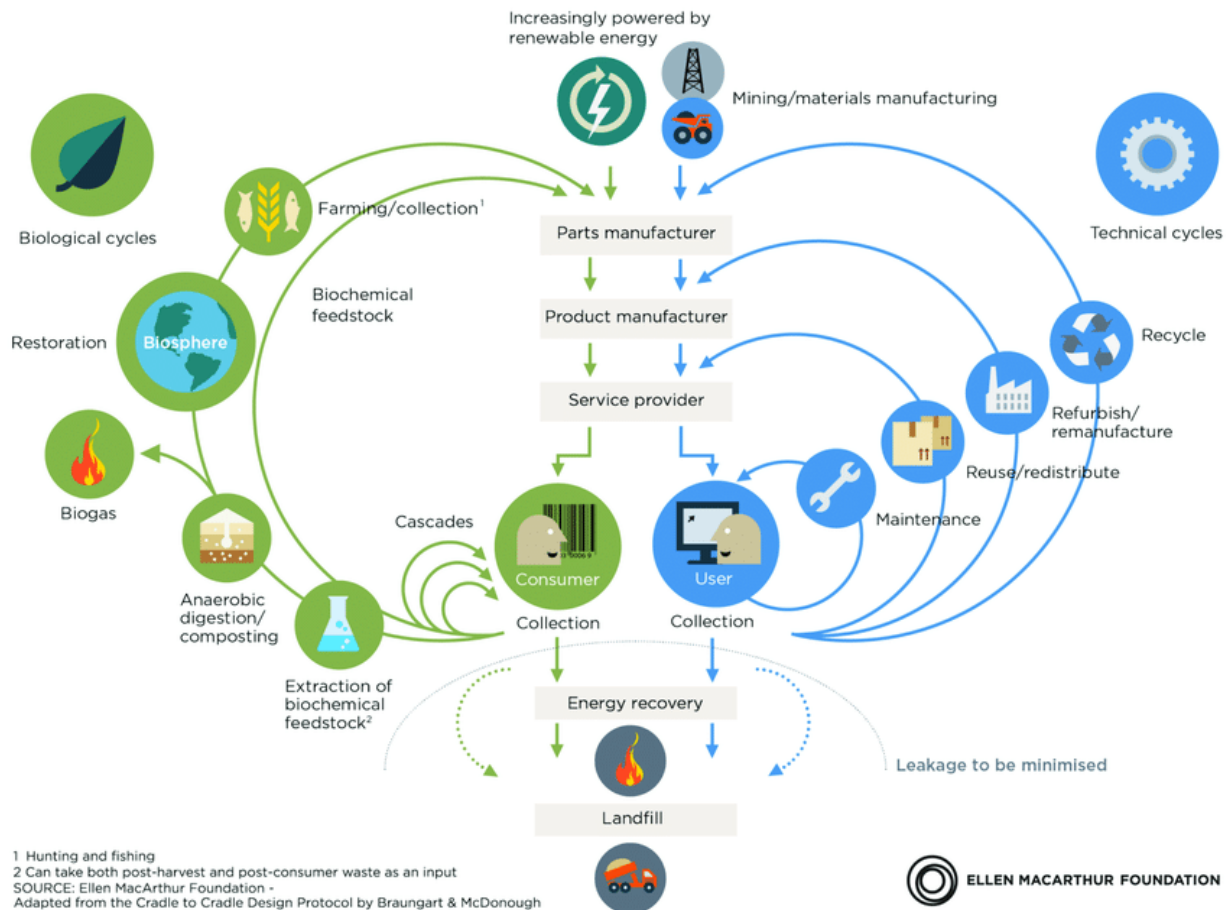 Increasingly powered by
renewable energy
Mining/materials manufacturing
Biological cycles
Farming/collection¹
Parts manufacturer
Technical cycles
Biochemical
feedstock
Product manufacturer
Restoration
Biosphere
Recycle
Service provider
Refurbish/
remanufacture
Reuse/redistribute
Biogas
Cascades
Maintenance
Consumer
User
Anaerobic
digestion/
composting
Collection
Collection
Extraction of
biochemical
feedstock²
Energy recovery
Leakage to be minimised
Landfill
1 Hunting and fishing
2 Can take both post-harvest and post-consumer waste as an input
SOURCE: Ellen MacArthur Foundation -
Adapted from the Cradle to Cradle Design Protocol by Braungart & McDonough
ELLEN MACARTHUR FOUNDATION